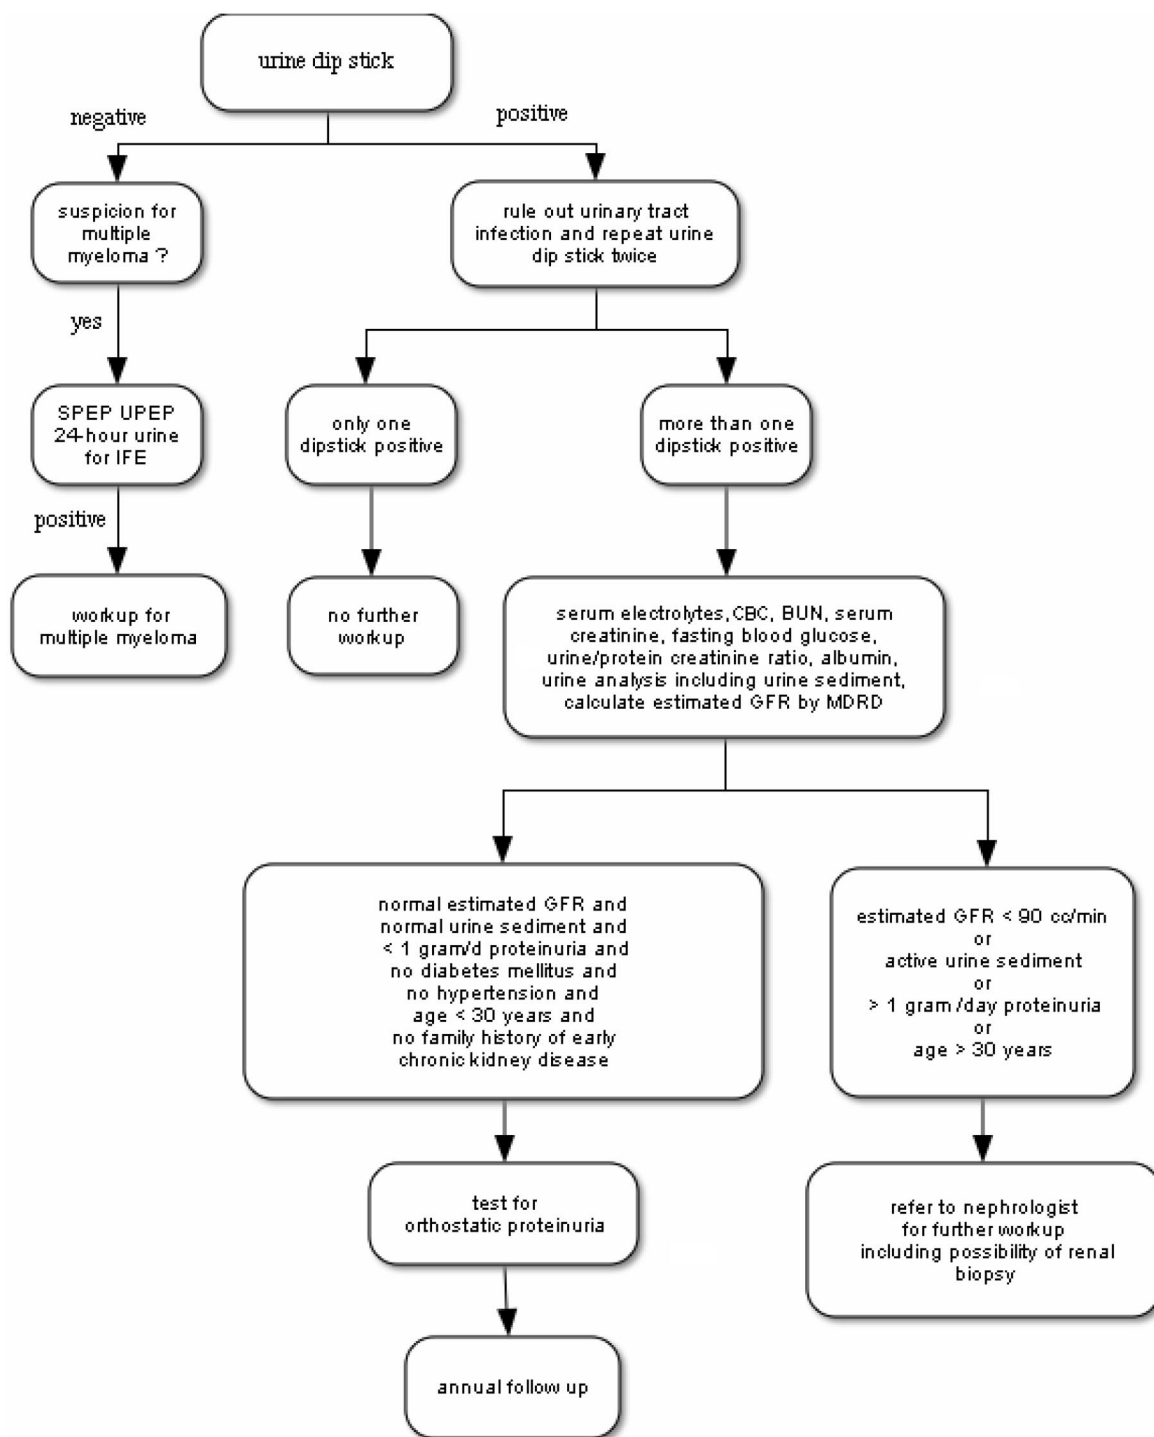 urine dip stick
negative
positive
suspicion for
multiple
myeloma ?
rule out urinary tract
infection and repeat urine
dip stick twice
yes
SPEP UPEP
24-hour urine
for IFE
only one
dipstick positive
more than one
dipstick positive
positive
workup for
multiple myeloma
no further
workup
serum electrolytes, CBC, BUN, serum
creatinine, fasting blood glucose,
urine/protein creatinine ratio, albumin,
urine analysis including urine sediment,
calculate estimated GFR by MDRD
normal estimated GFR and
normal urine sediment and
< 1 gram/d proteinuria and
no diabetes mellitus and
no hypertension and
age < 30 years and
no family history of early
chronic kidney disease
estimated GFR < 90 cc/min
or
active urine sediment
or
> 1 gram /day proteinuria
or
age > 30 years
test for
orthostatic proteinuria
refer to nephrologist
for further workup
including possibility of renal
biopsy
annual follow up